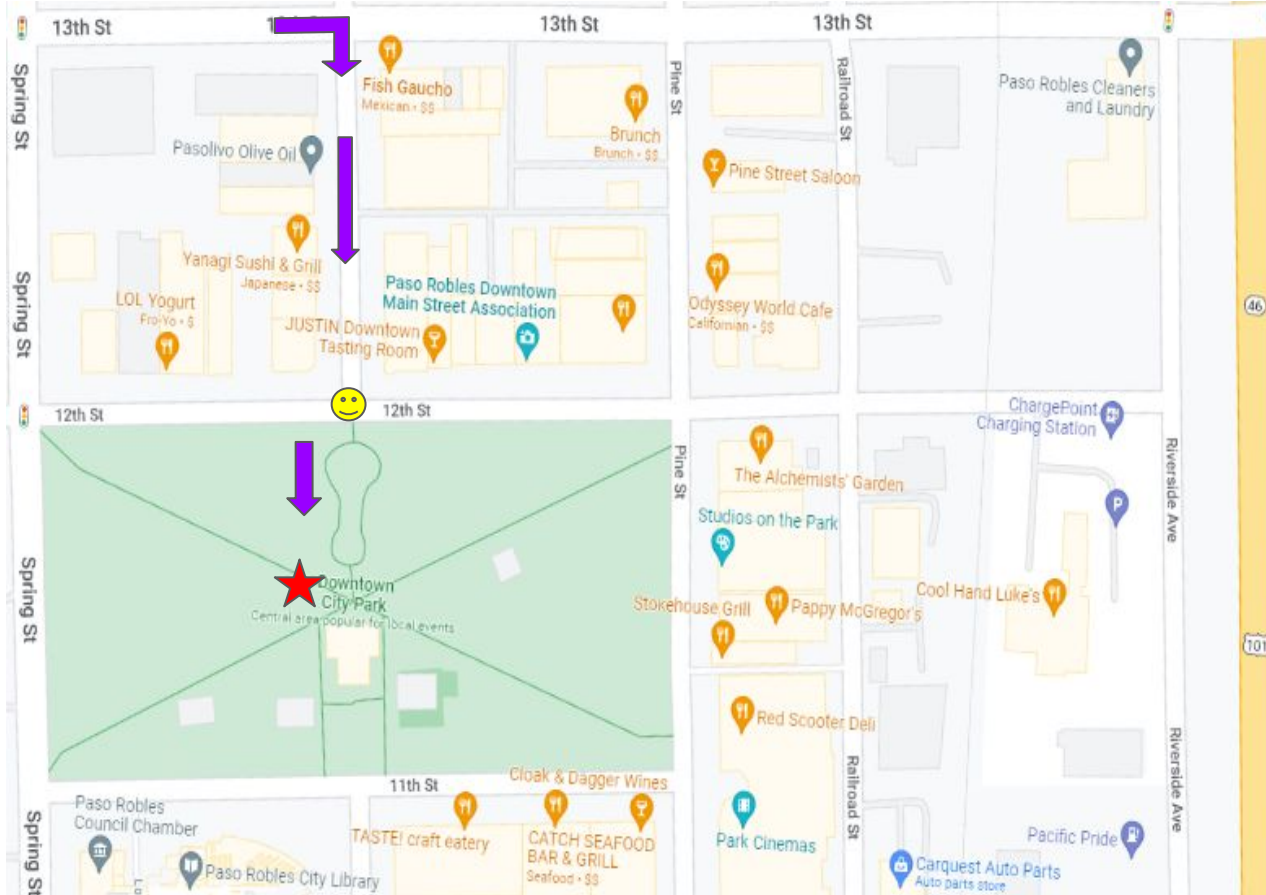 13th St
13th St
13th St
Spring St
Fish Gaucho
Mexican • $$
Pine St
Railroad St
Paso Robles Cleaners
and Laundry
Brunch
Brunch • $$
Pasolivo Olive Oil
Pine Street Saloon
Yanagi Sushi & Grill
Japanese • $$
Spring St
Paso Robles Downtown
Main Street Association
LOL Yogurt
Fro-Yo • $
JUSTIN Downtown
Tasting Room
Odyssey World Cafe
Californian • $$
46
12th St
12th St
ChargePoint
Charging Station
Pine St
The Alchemists' Garden
Riverside Ave
P
Studios on the Park
Downtown
City Park
Central area popular for local events
Spring St
Stokehouse Grill
Pappy McGregor's
Cool Hand Luke's
101
Red Scooter Deli
Railroad St
Riverside Ave
11th St
Cloak & Dagger Wines
Paso Robles
Council Chamber
Spring St
TASTE! craft eatery
CATCH SEAFOOD
BAR & GRILL
Seafood • $$
Park Cinemas
Pacific Pride
Paso Robles City Library
Carquest Auto Parts
Auto parts store